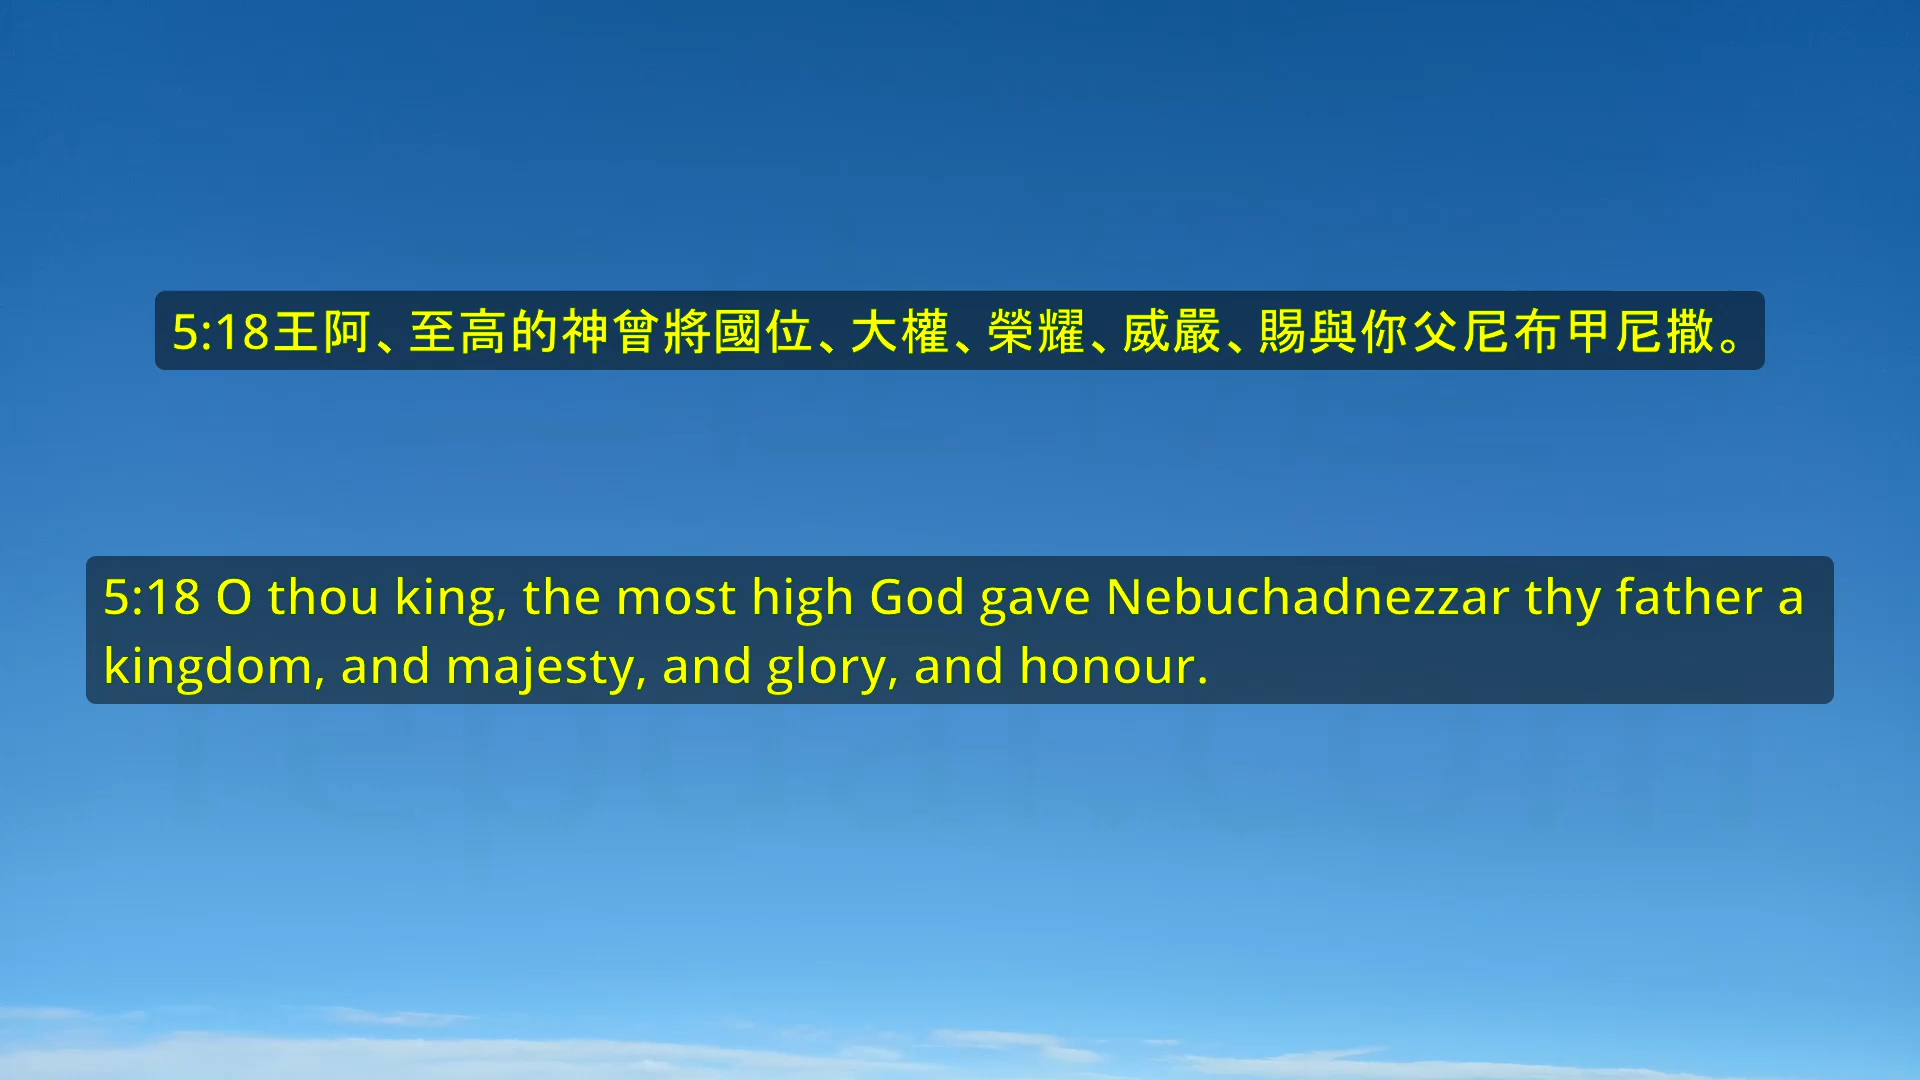 5:18王阿、至高的神曾將國位、大權、榮耀、威嚴、賜與你父尼布甲尼撒。
5:18 O thou king, the most high God gave Nebuchadnezzar thy father a
kingdom, and majesty, and glory, and honour.